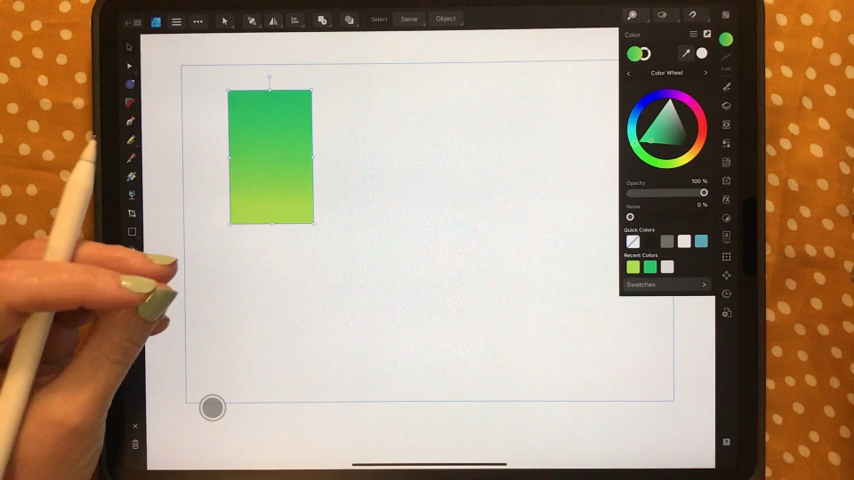 Select
Same
Object
Color
Color Wheel
Opacity
100 %
Noise
0 %
Quick Colors
Recent Colors
Swatches